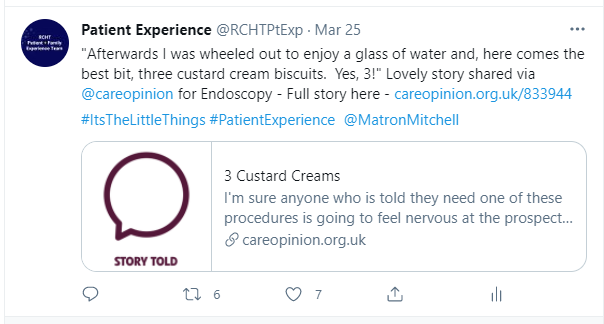 RCHT
Patient + Family
Experience Team
Patient Experience @RCHTPtExp · Mar 25
"Afterwards I was wheeled out to enjoy a glass of water and, here comes the
best bit, three custard cream biscuits.  Yes, 3!" Lovely story shared via
@careopinion for Endoscopy - Full story here - careopinion.org.uk/833944
#ItsTheLittleThings #PatientExperience  @MatronMitchell
3 Custard Creams
I'm sure anyone who is told they need one of these
procedures is going to feel nervous at the prospect...
careopinion.org.uk
STORY TOLD
6
7